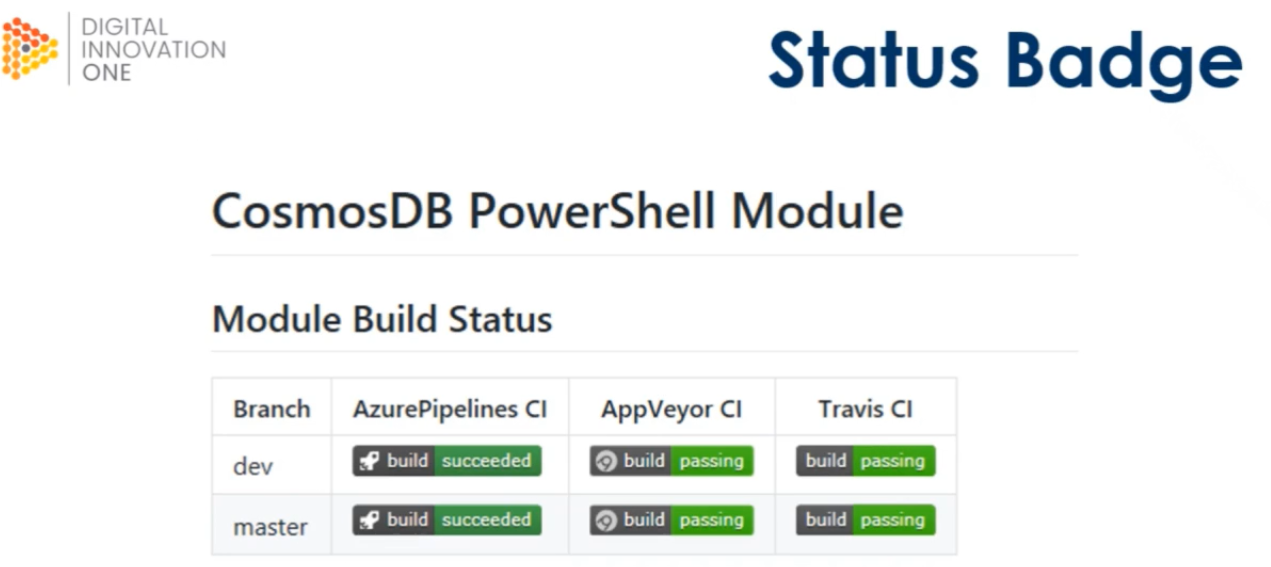 DIGITAL
INNOVATION
ONE
Status Badge
CosmosDB PowerShell Module
Module Build Status
Branch AzurePipelines CI AppVeyor CI Travis CI
dev build succeeded build passing build passing
master build succeeded build passing build passing